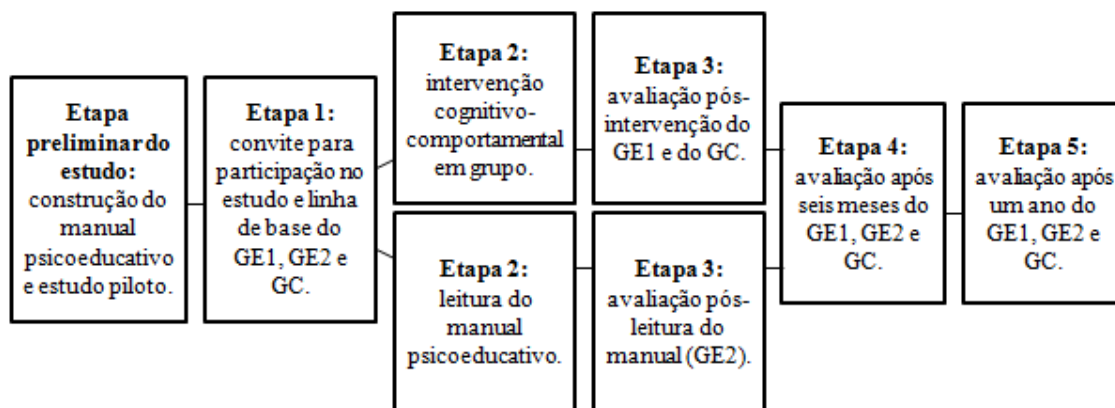 Etapa
preliminar do
estudo:
construção do
manual
psicoeducativo
e estudo piloto.
Etapa 1:
convite para
participação no
estudo e linha
de base do
GE1, GE2 e
GC.
Etapa 2:
intervenção
cognitivo-
comportamental
em grupo.
Etapa 3:
avaliação pós-
intervenção do
GE1 e do GC.
Etapa 2:
leitura do
manual
psicoeducativo.
Etapa 3:
avaliação pós-
leitura do
manual (GE2).
Etapa 4:
avaliação após
seis meses do
GE1, GE2 e
GC.
Etapa 5:
avaliação após
um ano do
GE1, GE2 e
GC.